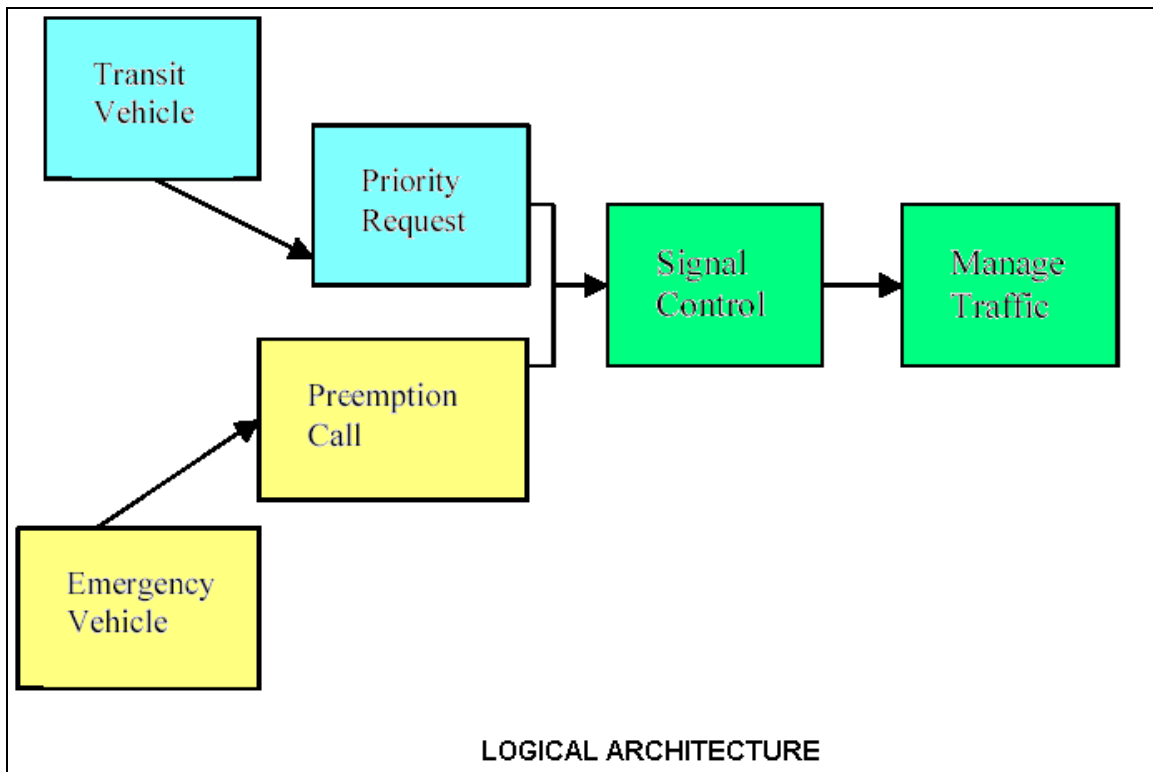 Transit
Vehicle
Priority
Request
Signal
Control
Manage
Traffic
Preemption
Call
Emergency
Vehicle
LOGICAL ARCHITECTURE